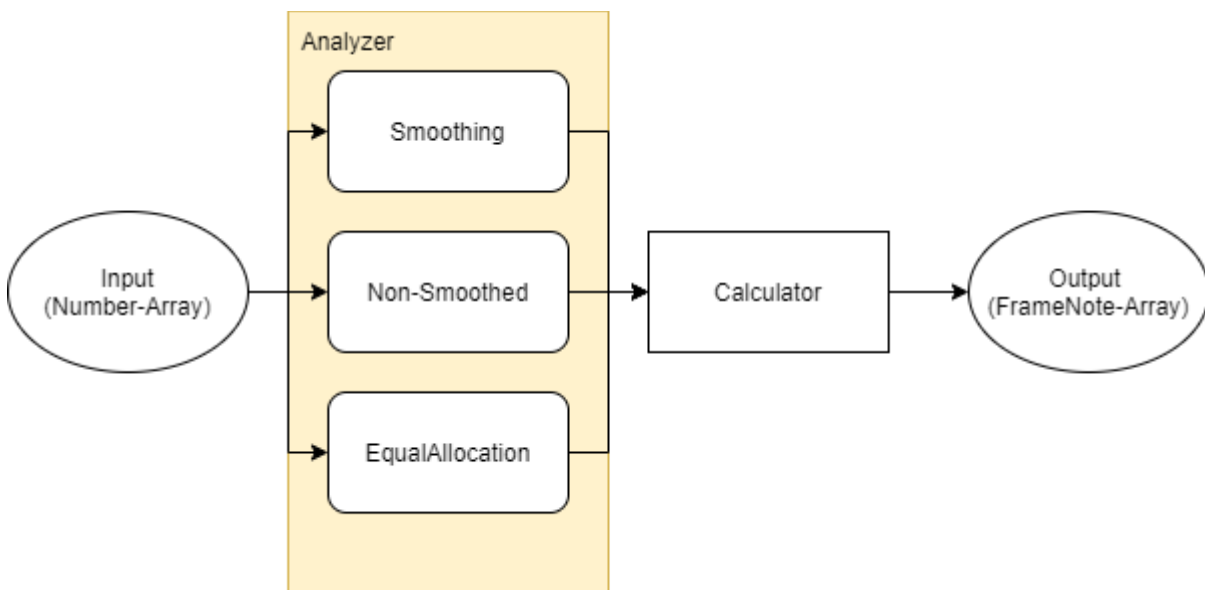 Analyzer
Smoothing
Input
(Number-Array)
Non-Smoothed
Calculator
Output
(FrameNote-Array)
EqualAllocation